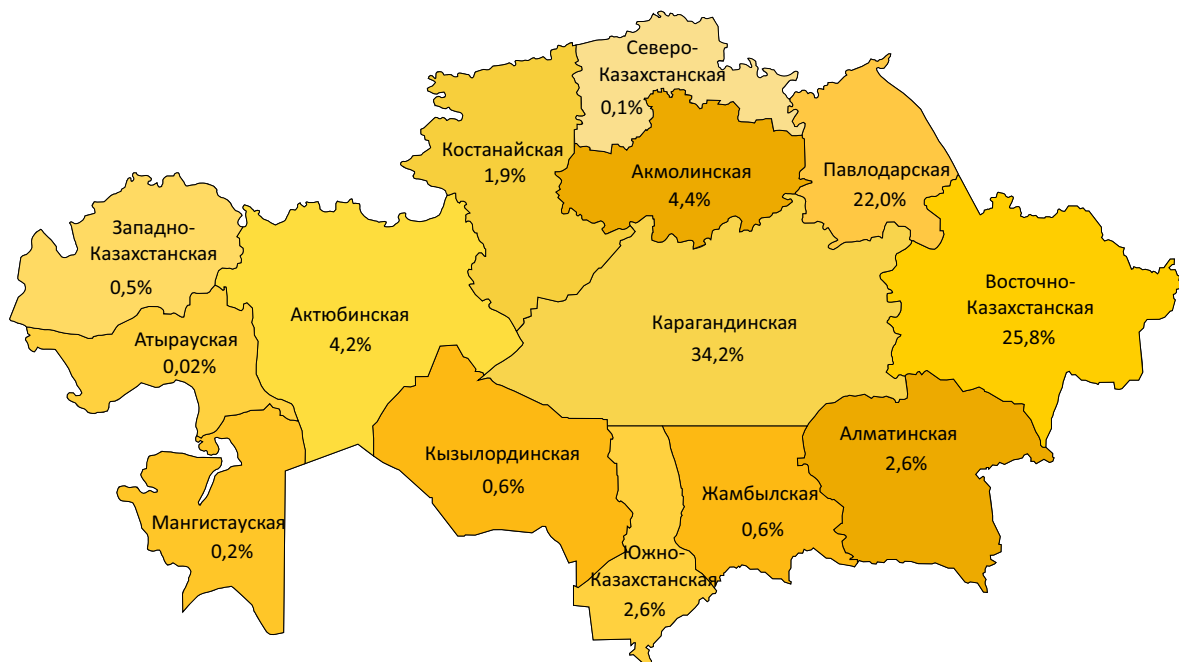 Северо-
Казахстанская
0,1%
Костанайская
1,9%
Акмолинская
4,4%
Павлодарская
22,0%
Западно-
Казахстанская
0,5%
Актюбинская
4,2%
Атырауская
0,02%
Карагандинская
34,2%
Восточно-
Казахстанская
25,8%
Мангистауская
0,2%
Кызылординская
0,6%
Южно-
Казахстанская
2,6%
Жамбылская
0,6%
Алматинская
2,6%